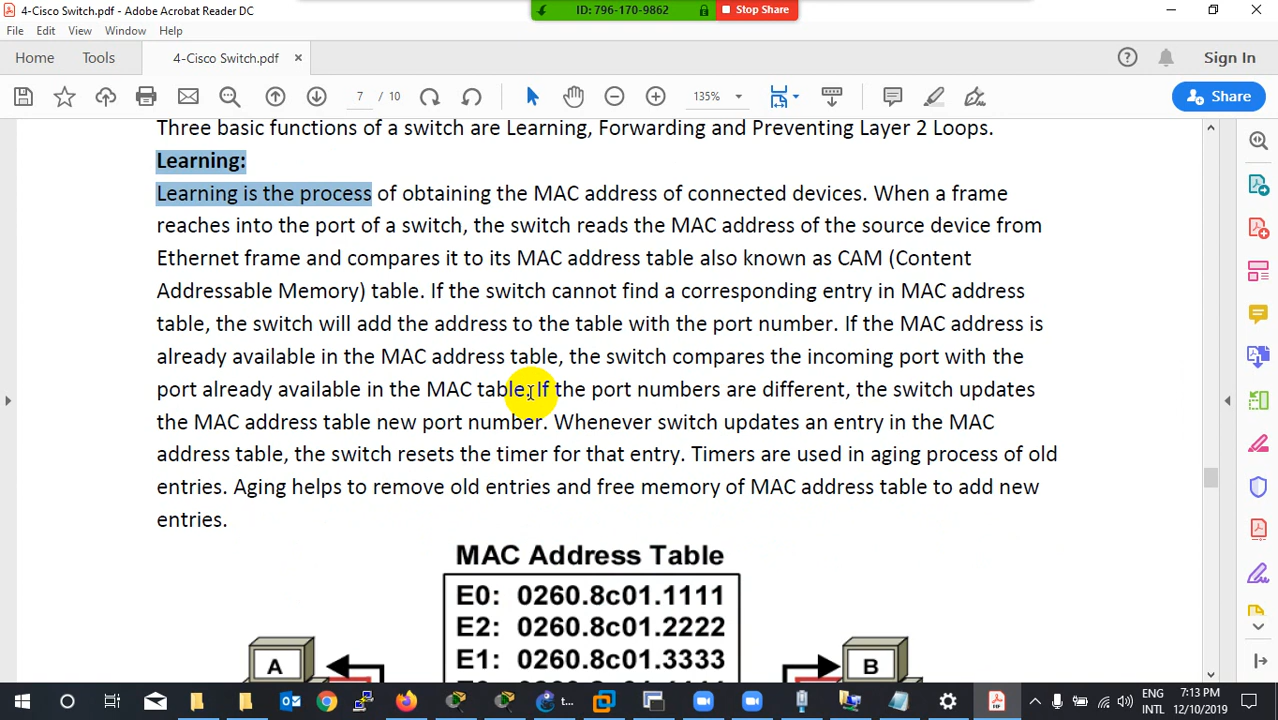 4-Cisco Switch.pdf - Adobe Acrobat Reader DC
ID: 796-170-9862
Stop Share
File Edit View Window Help
Home Tools 4-Cisco Switch.pdf × Sign In
7 / 10 135% Share
Three basic functions of a switch are Learning, Forwarding and Preventing Layer 2 Loops.
Learning:
Learning is the process of obtaining the MAC address of connected devices. When a frame
reaches into the port of a switch, the switch reads the MAC address of the source device from
Ethernet frame and compares it to its MAC address table also known as CAM (Content
Addressable Memory) table. If the switch cannot find a corresponding entry in MAC address
table, the switch will add the address to the table with the port number. If the MAC address is
already available in the MAC address table, the switch compares the incoming port with the
port already available in the MAC table. If the port numbers are different, the switch updates
the MAC address table new port number. Whenever switch updates an entry in the MAC
address table, the switch resets the timer for that entry. Timers are used in aging process of old
entries. Aging helps to remove old entries and free memory of MAC address table to add new
entries.
MAC Address Table
E0: 0260.8c01.1111
E2: 0260.8c01.2222
E1: 0260.8c01.3333
A
B
t...
ENG
INTL
7:13 PM
12/10/2019